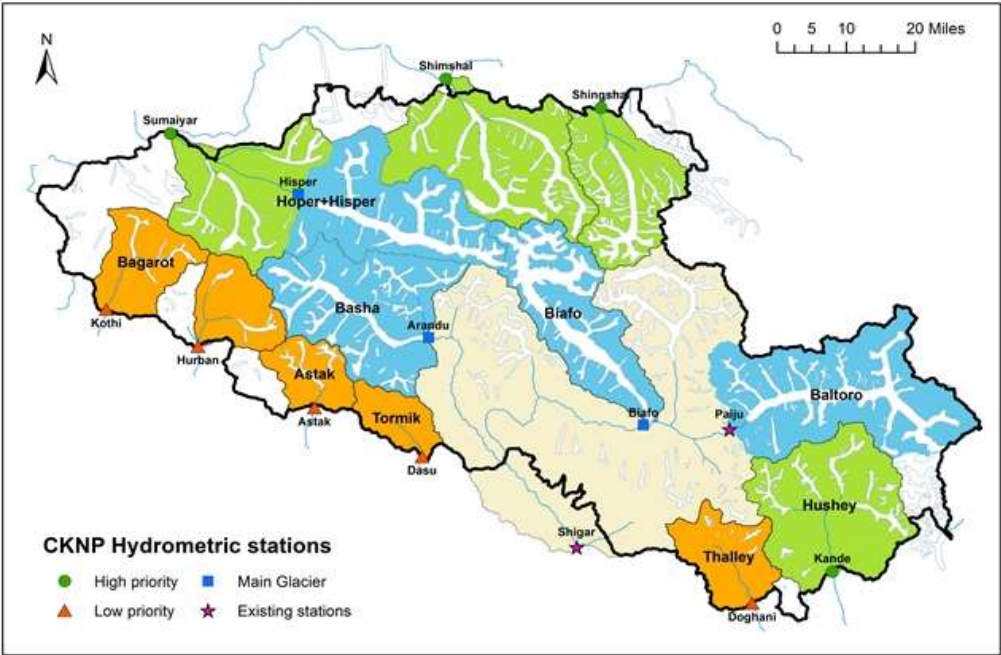 N
0 5 10 20 Miles
Shimshal
Shingshal
Sumaiyar
Hisper
Hoper+Hisper
Bagarot
Basha
Biafo
Kothi
Arandu
Hurban
Astak
Baltoro
Astak
Tormik
Biafo
Paiju
Dasu
Hushey
Shigar
Thalley
Kande
Doghani
CKNP Hydrometric stations
High priority
Main Glacier
Low priority
Existing stations